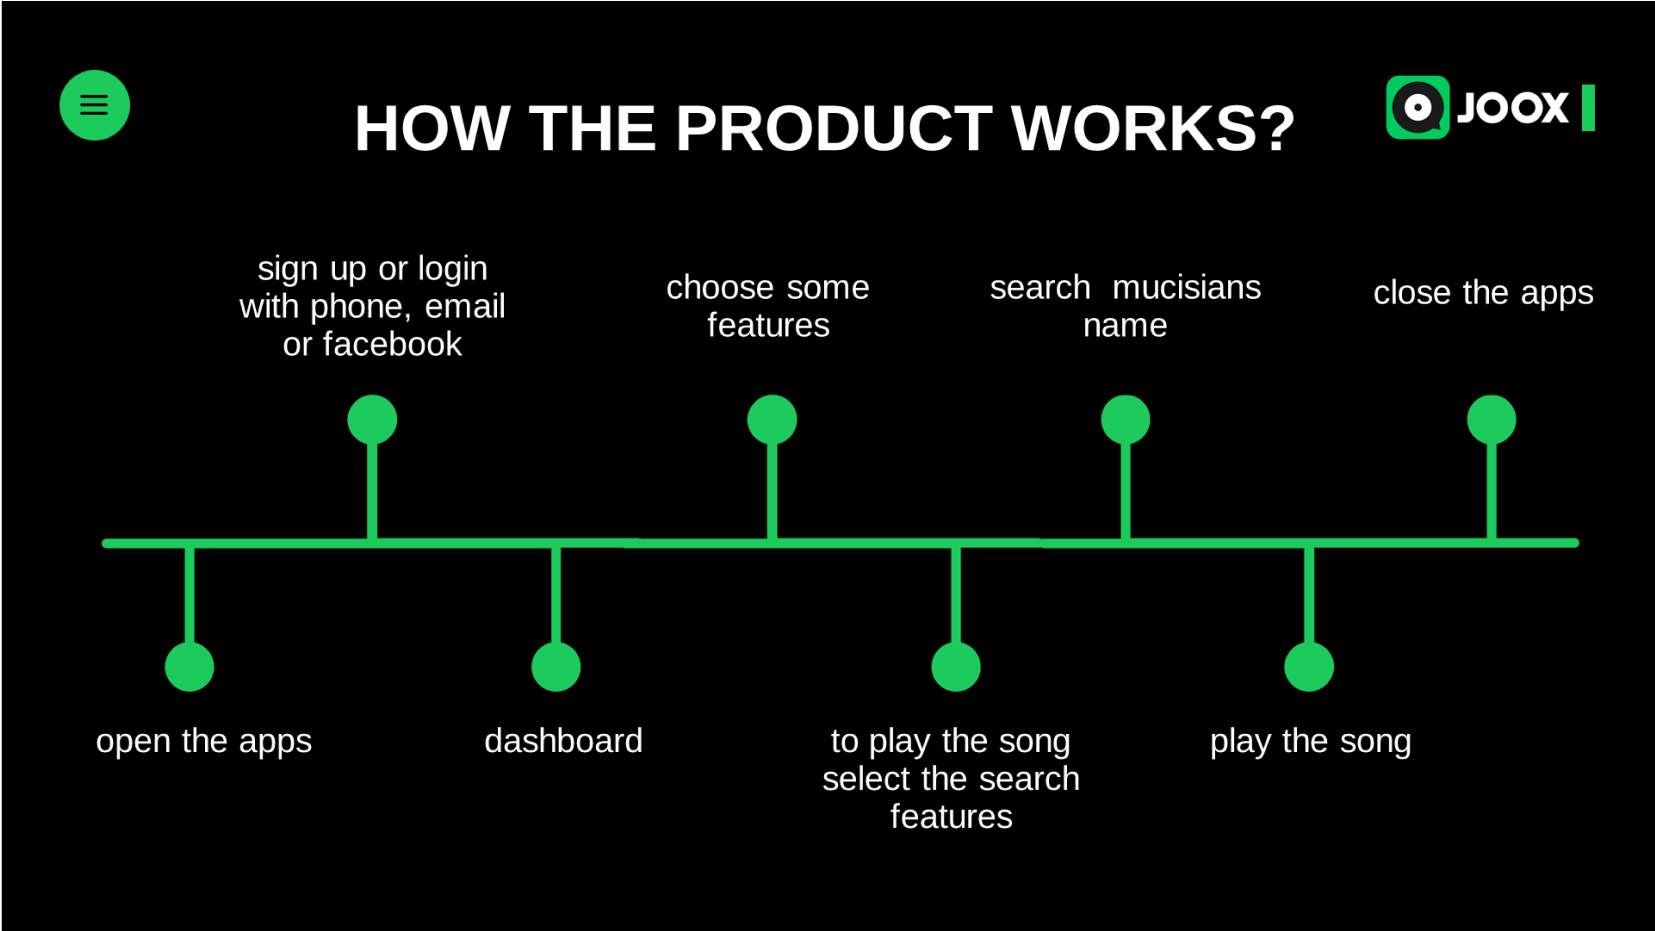 HOW THE PRODUCT WORKS?
JOOX
sign up or login
with phone, email
or facebook
choose some
features
search  mucisians
name
close the apps
open the apps
dashboard
to play the song
select the search
features
play the song